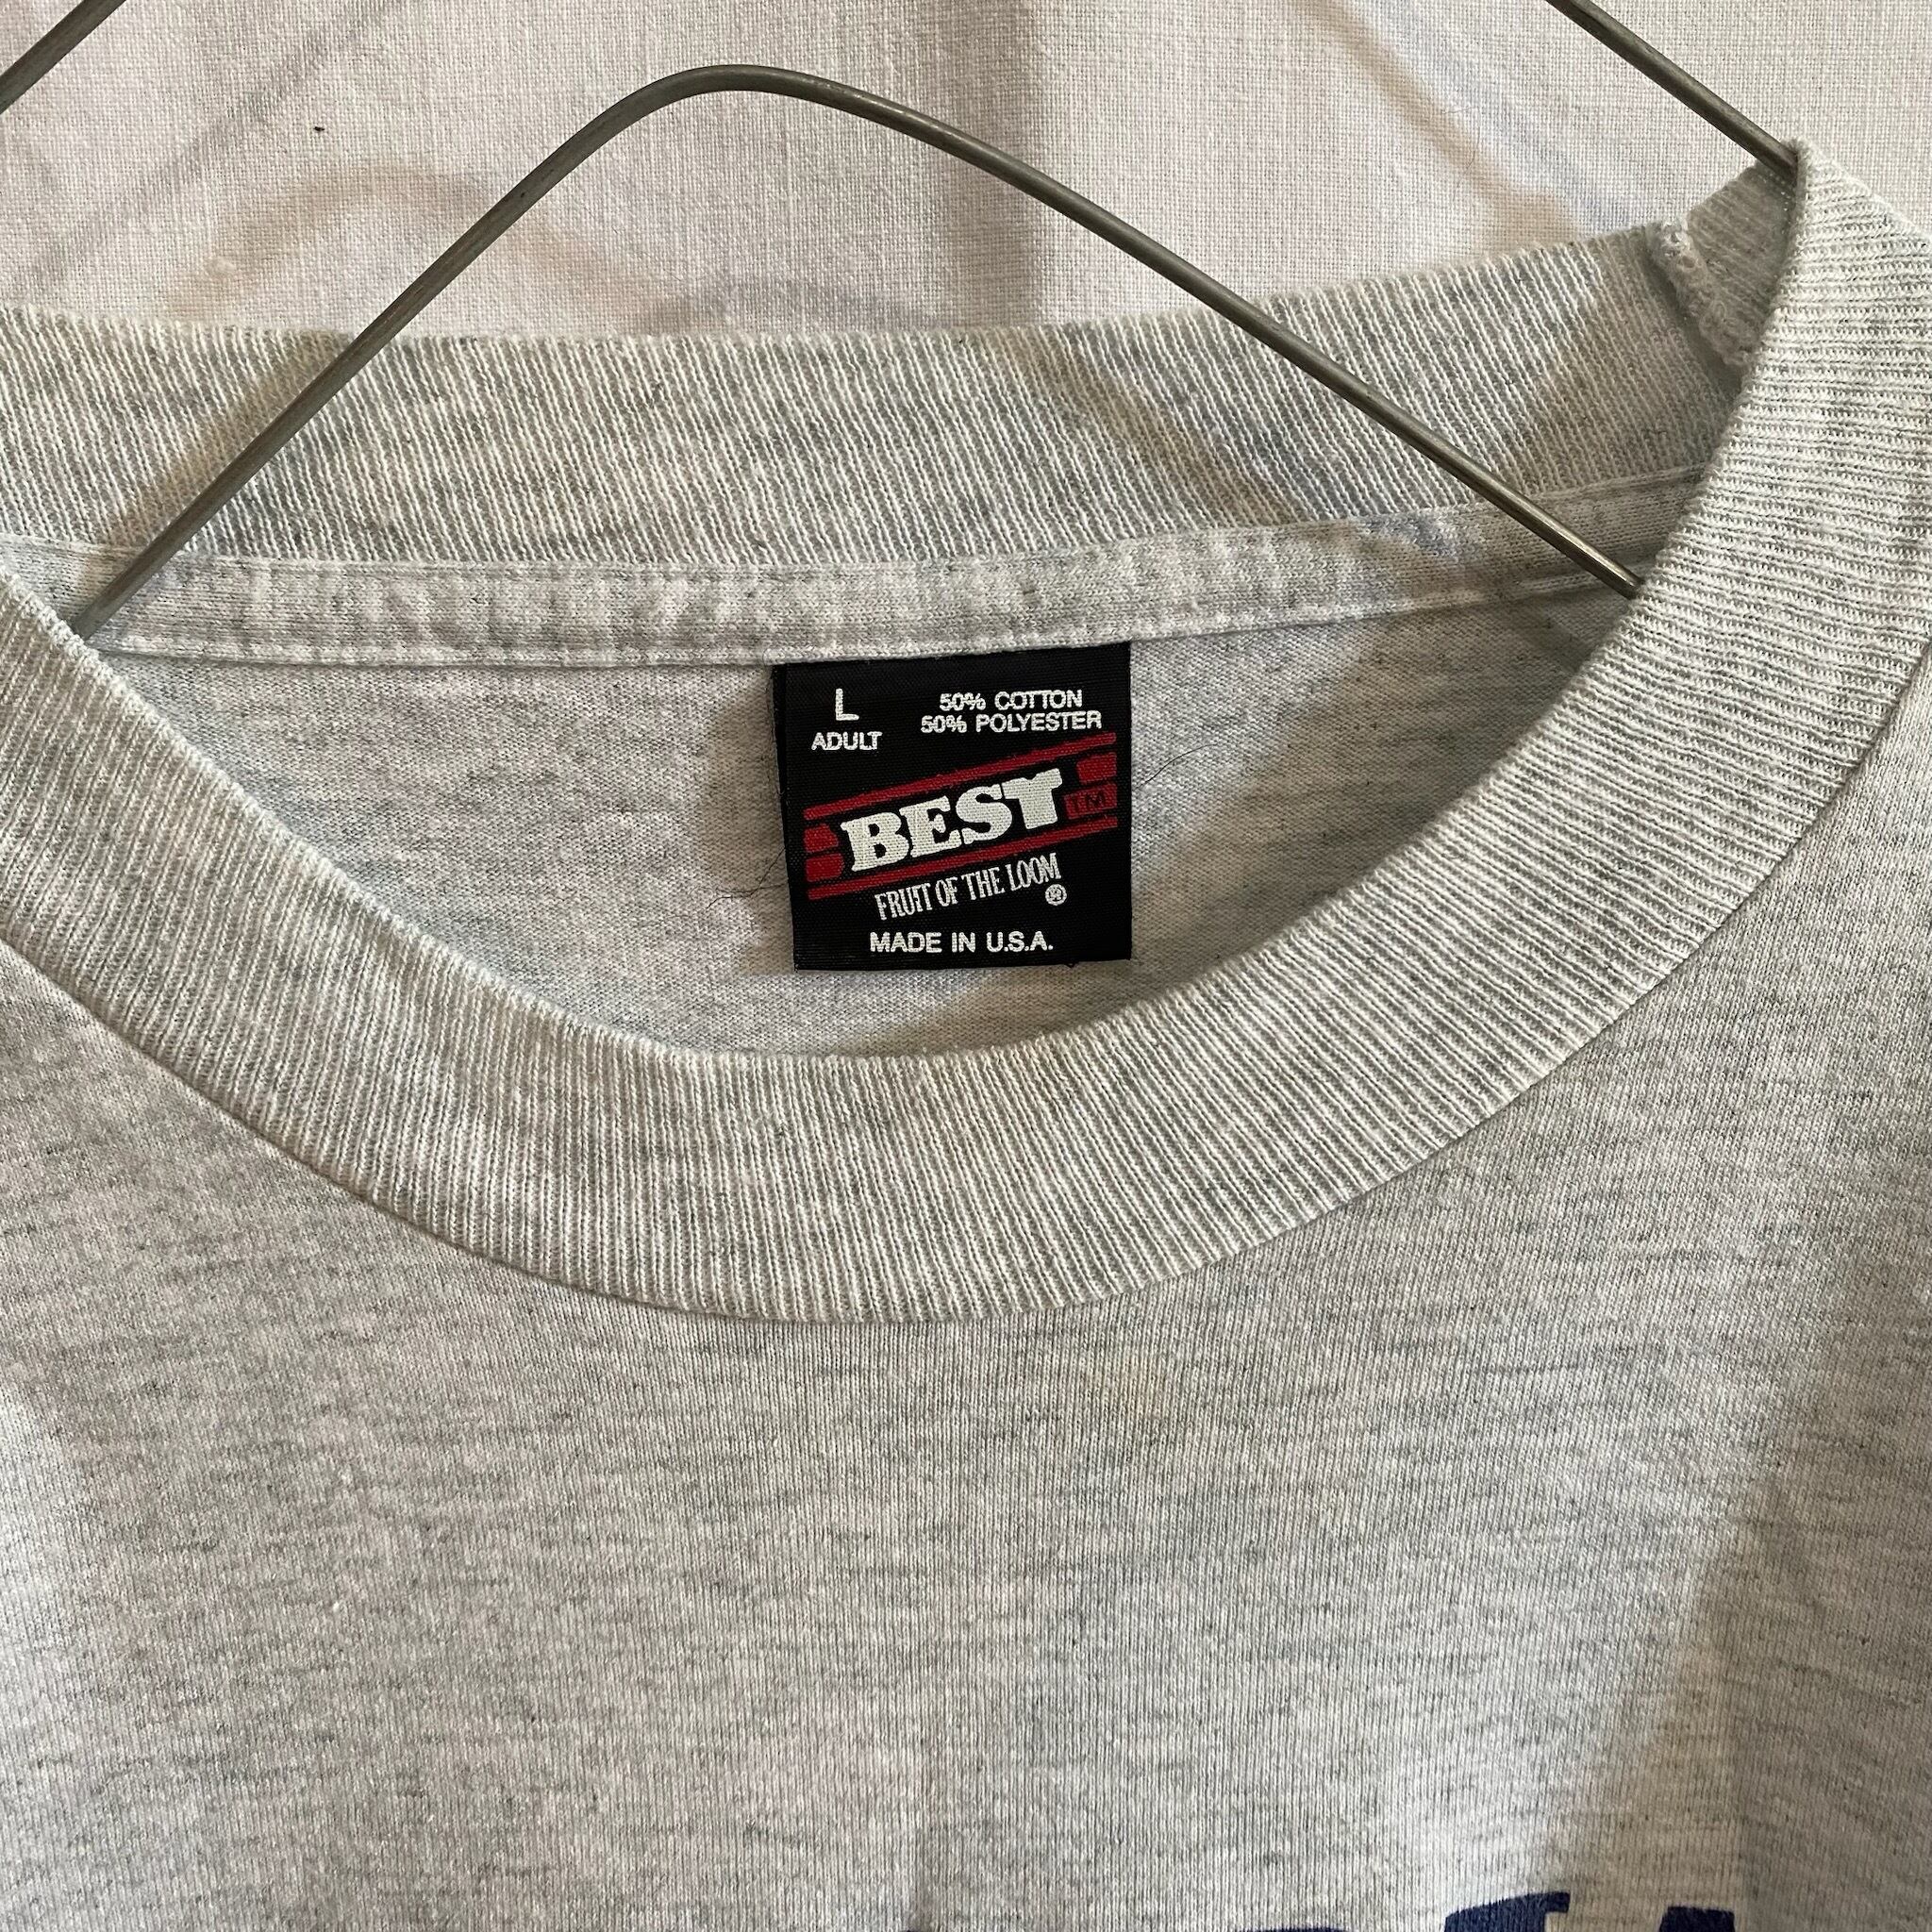 L
ADULT
50% COTTON
50% POLYESTER
BEST TM
FRUIT OF THE LOOM
®
MADE IN U.S.A.